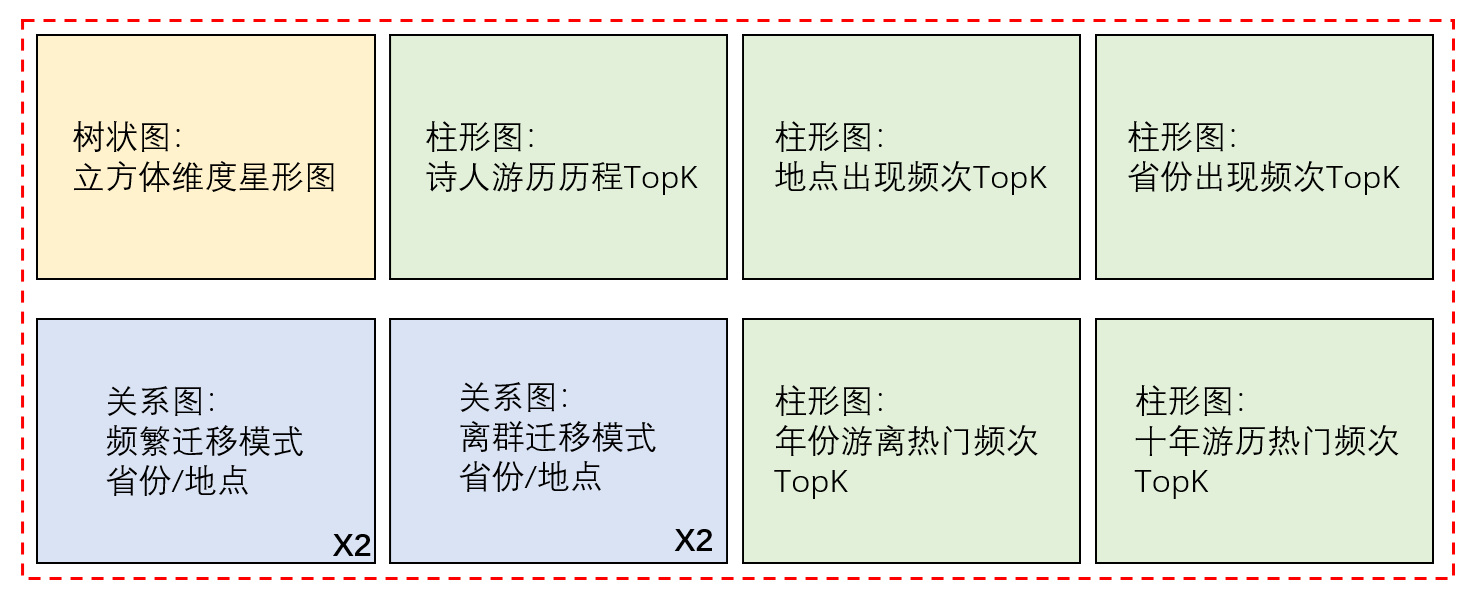 树状图：
立方体维度星形图
柱形图：
诗人游历历程TopK
柱形图：
地点出现频次TopK
柱形图：
省份出现频次TopK
关系图：
频繁迁移模式
省份/地点
X2
关系图：
离群迁移模式
省份/地点
X2
柱形图：
年份游离热门频次
TopK
柱形图：
十年游历热门频次
TopK